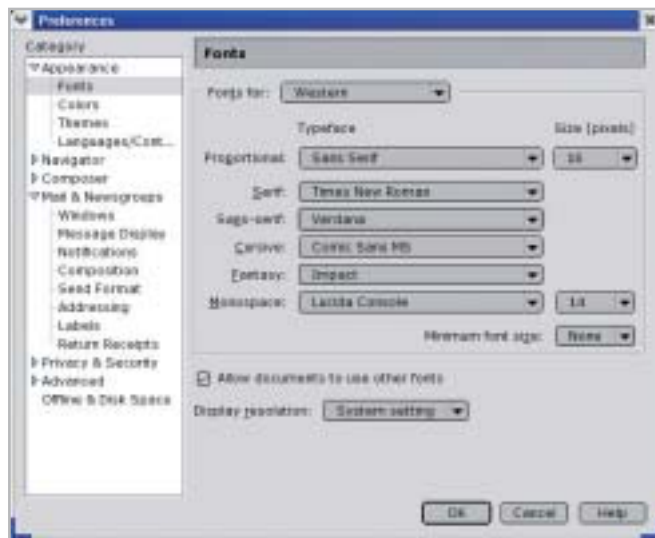 Preferences
Category
Appearance
Fonts
Colors
Themes
Languages/Cont...
Navigator
Composer
Mail & Newsgroups
Windows
Message Display
Notifications
Composition
Send Format
Addressing
Labels
Return Receipts
Privacy & Security
Advanced
Offline & Disk Space
Fonts
Fonts for: Western
Typeface Size (pixels)
Proportional: Sans Serif 16
Serif: Times New Roman
Sans-serif: Verdana
Cursive: Comic Sans MS
Fantasy: Impact
Monospace: Lucida Console 14
Minimum font size: None
Allow documents to use other fonts
Display resolution: System setting
OK Cancel Help